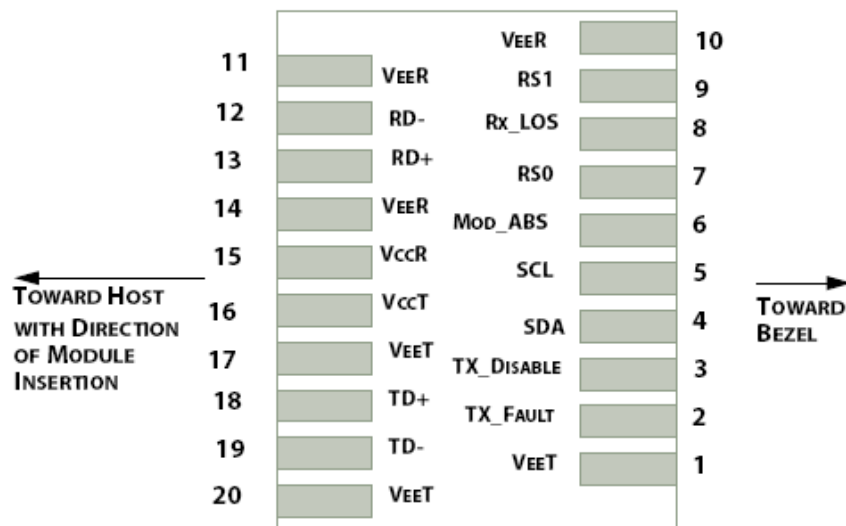 11 VEER
12 RD-
13 RD+
14 VEER
15 VCCR
16 VCCT
17 VEET
18 TD+
19 TD-
20 VEET
VEER 10
RS1 9
RX_LOS 8
RS0 7
MOD_ABS 6
SCL 5
SDA 4
TX_DISABLE 3
TX_FAULT 2
VEET 1
TOWARD HOST
WITH DIRECTION
OF MODULE
INSERTION
TOWARD
BEZEL